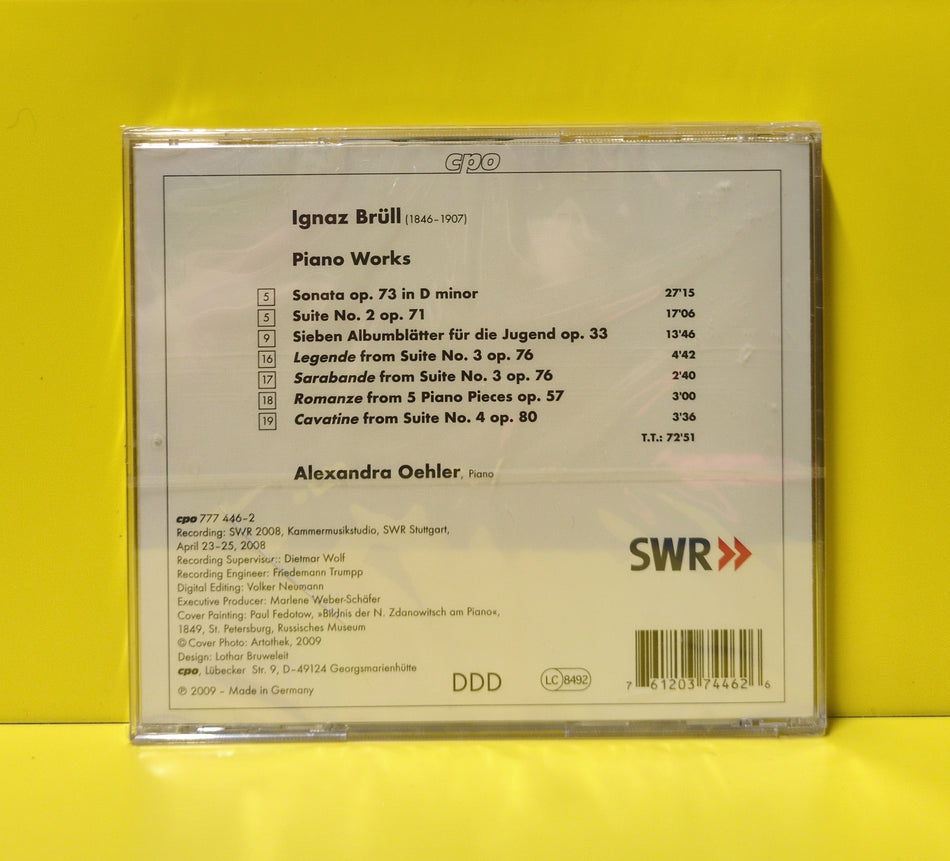 cpo
Ignaz Brüll (1846–1907)
Piano Works
5 Sonata op. 73 in D minor 27'15
5 Suite No. 2 op. 71 17'06
9 Sieben Albumblätter für die Jugend op. 33 13'46
16 Legende from Suite No. 3 op. 76 4'42
17 Sarabande from Suite No. 3 op. 76 2'40
18 Romanze from 5 Piano Pieces op. 57 3'00
19 Cavatine from Suite No. 4 op. 80 3'36
T.T.: 72'51
Alexandra Oehler, Piano
cpo 777 446–2
Recording: SWR 2008, Kammermusikstudio, SWR Stuttgart,
April 23–25, 2008
Recording Supervisor: Dietmar Wolf
Recording Engineer: Friedemann Trumpp
Digital Editing: Volker Neumann
Executive Producer: Marlene Weber-Schäfer
Cover Painting: Paul Fedotow, »Bildnis der N. Zdanowitsch am Piano«,
1849, St. Petersburg, Russisches Museum
© Cover Photo: Artothek, 2009
Design: Lothar Bruweleit
cpo, Lübecker Str. 9, D–49124 Georgsmarienhütte
℗ 2009 – Made in Germany
DDD
LC 8492
SWR
7 61203 74462 6